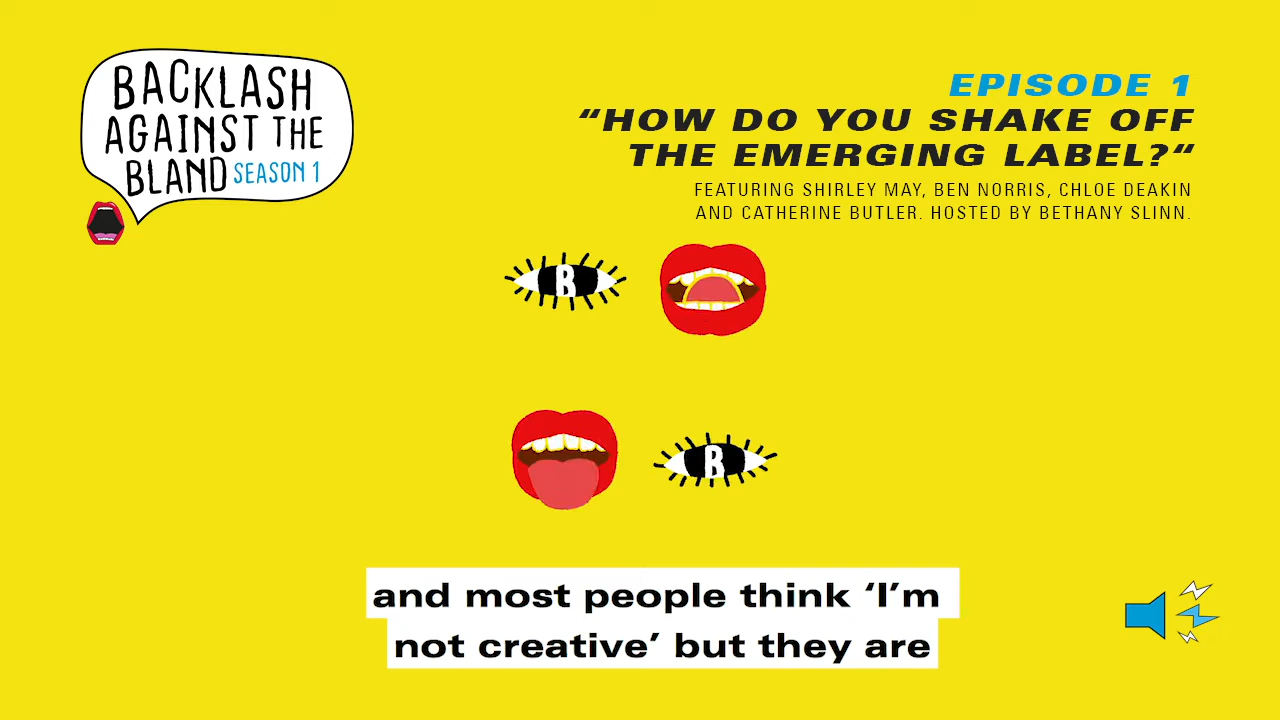 BACKLASH
AGAINST THE
BLAND SEASON 1
EPISODE 1
“HOW DO YOU SHAKE OFF
THE EMERGING LABEL?“
FEATURING SHIRLEY MAY, BEN NORRIS, CHLOE DEAKIN
AND CATHERINE BUTLER. HOSTED BY BETHANY SLINN.
B
B
and most people think ‘I’m
not creative’ but they are